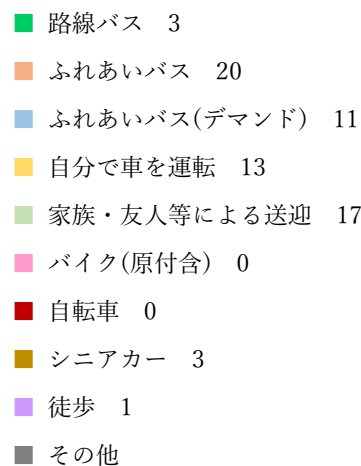 路線バス 3
ふれあいバス 20
ふれあいバス(デマンド) 11
自分で車を運転 13
家族・友人等による送迎 17
バイク(原付含) 0
自転車 0
シニアカー 3
徒歩 1
その他